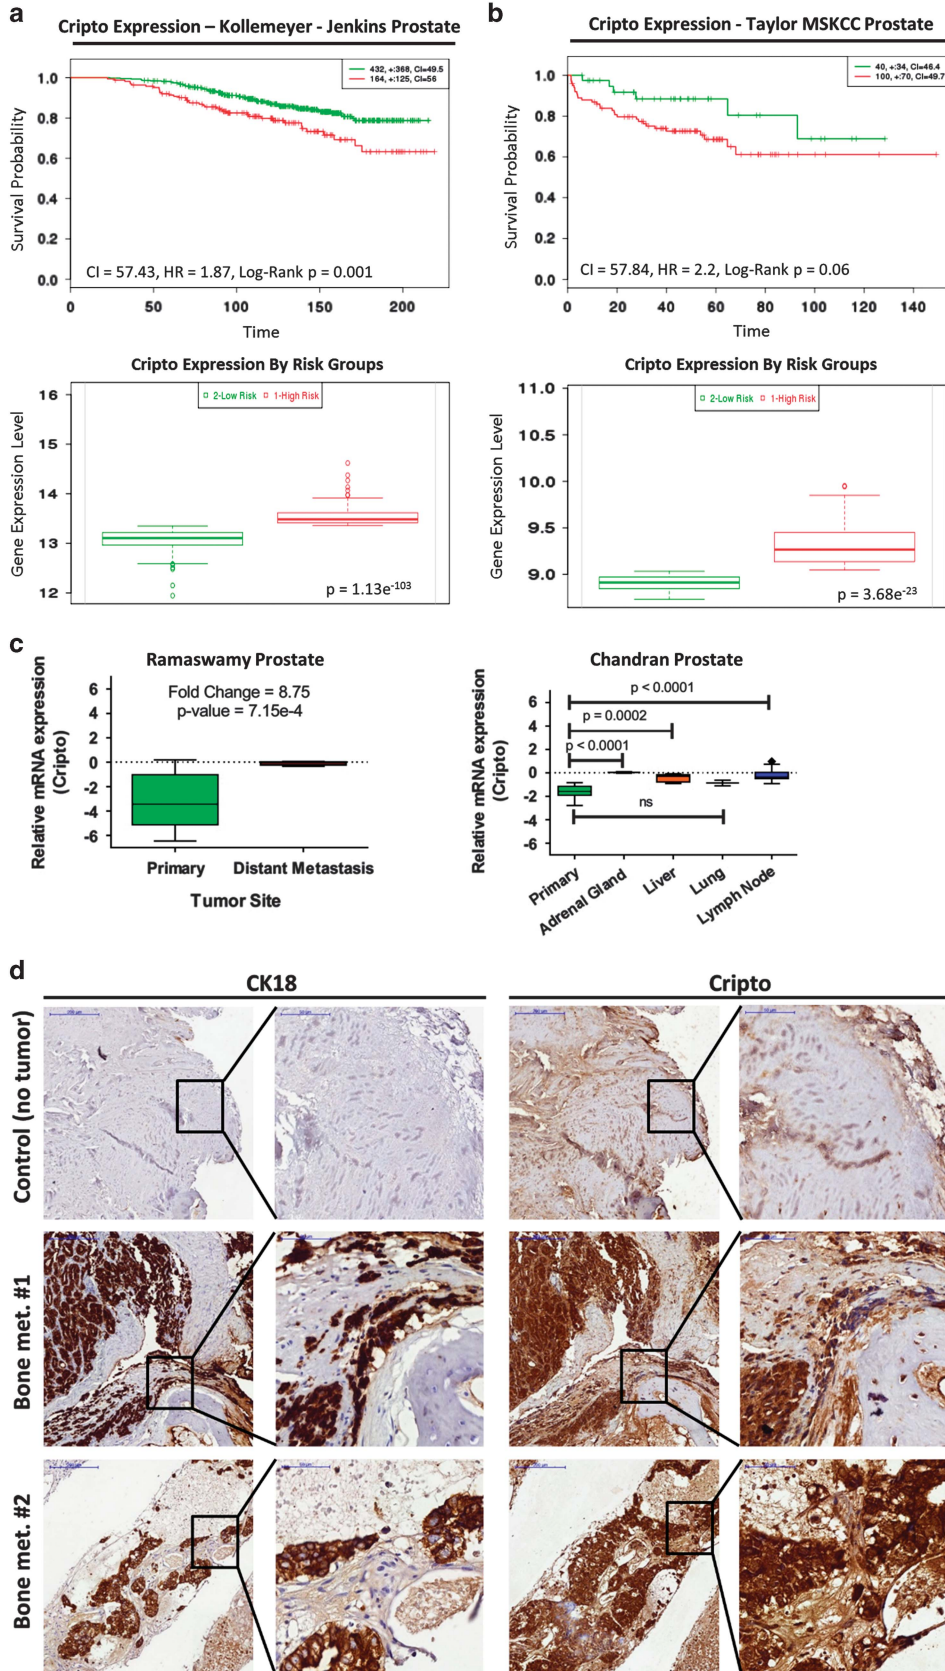 a
Cripto Expression – Kollemeyer - Jenkins Prostate
432, +:368, CI=49.5
164, +:125, CI=56
Survival Probability
1.0
0.8
0.6
0.4
0.2
0.0
CI = 57.43, HR = 1.87, Log-Rank p = 0.001
0 50 100 150 200
Time
Cripto Expression By Risk Groups
2-Low Risk 1-High Risk
Gene Expression Level
16
15
14
13
12
p = 1.13e-103
b
Cripto Expression - Taylor MSKCC Prostate
40, +:34, CI=46.4
100, +:70, CI=49.7
Survival Probability
1.0
0.8
0.6
0.4
0.2
0.0
CI = 57.84, HR = 2.2, Log-Rank p = 0.06
0 20 40 60 80 100 120 140
Time
Cripto Expression By Risk Groups
2-Low Risk 1-High Risk
Gene Expression Level
11.0
10.5
10.0
9.5
9.0
p = 3.68e-23
c
Ramaswamy Prostate
Relative mRNA expression
(Cripto)
Fold Change = 8.75
p-value = 7.15e-4
6
4
2
0
-2
-4
-6
Primary Distant Metastasis
Tumor Site
Chandran Prostate
Relative mRNA expression
(Cripto)
6
4
2
0
-2
-4
-6
p < 0.0001
p = 0.0002
p < 0.0001
ns
Primary
Adrenal Gland
Liver
Lung
Lymph Node
d
CK18
Cripto
Control (no tumor)
Bone met. #1
Bone met. #2